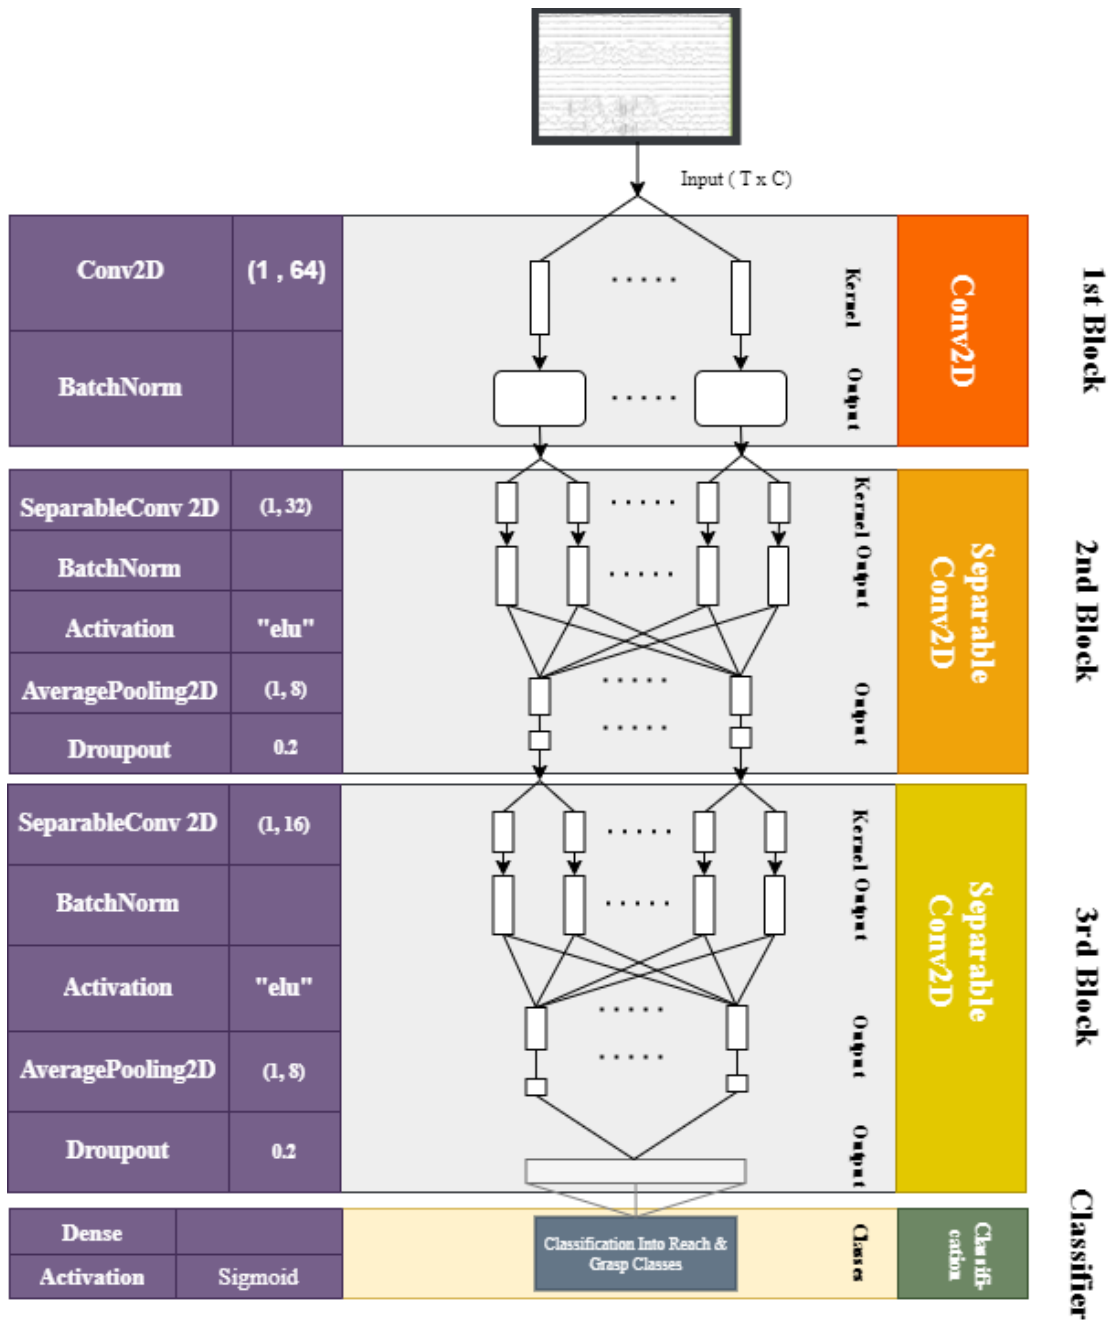 Input ( T x C)
Conv2D
(1 , 64)
BatchNorm
Kernel
Output
Conv2D
1st Block
SeparableConv 2D
(1, 32)
BatchNorm
Activation
"elu"
AveragePooling2D
(1, 8)
Droupout
0.2
Kernel Output
Output
Separable
Conv2D
2nd Block
SeparableConv 2D
(1, 16)
BatchNorm
Activation
"elu"
AveragePooling2D
(1, 8)
Droupout
0.2
Kernel Output
Output
Output
Separable
Conv2D
3rd Block
Dense
Activation
Sigmoid
Classification Into Reach &
Grasp Classes
Classes
Classifi-
cation
Classifier